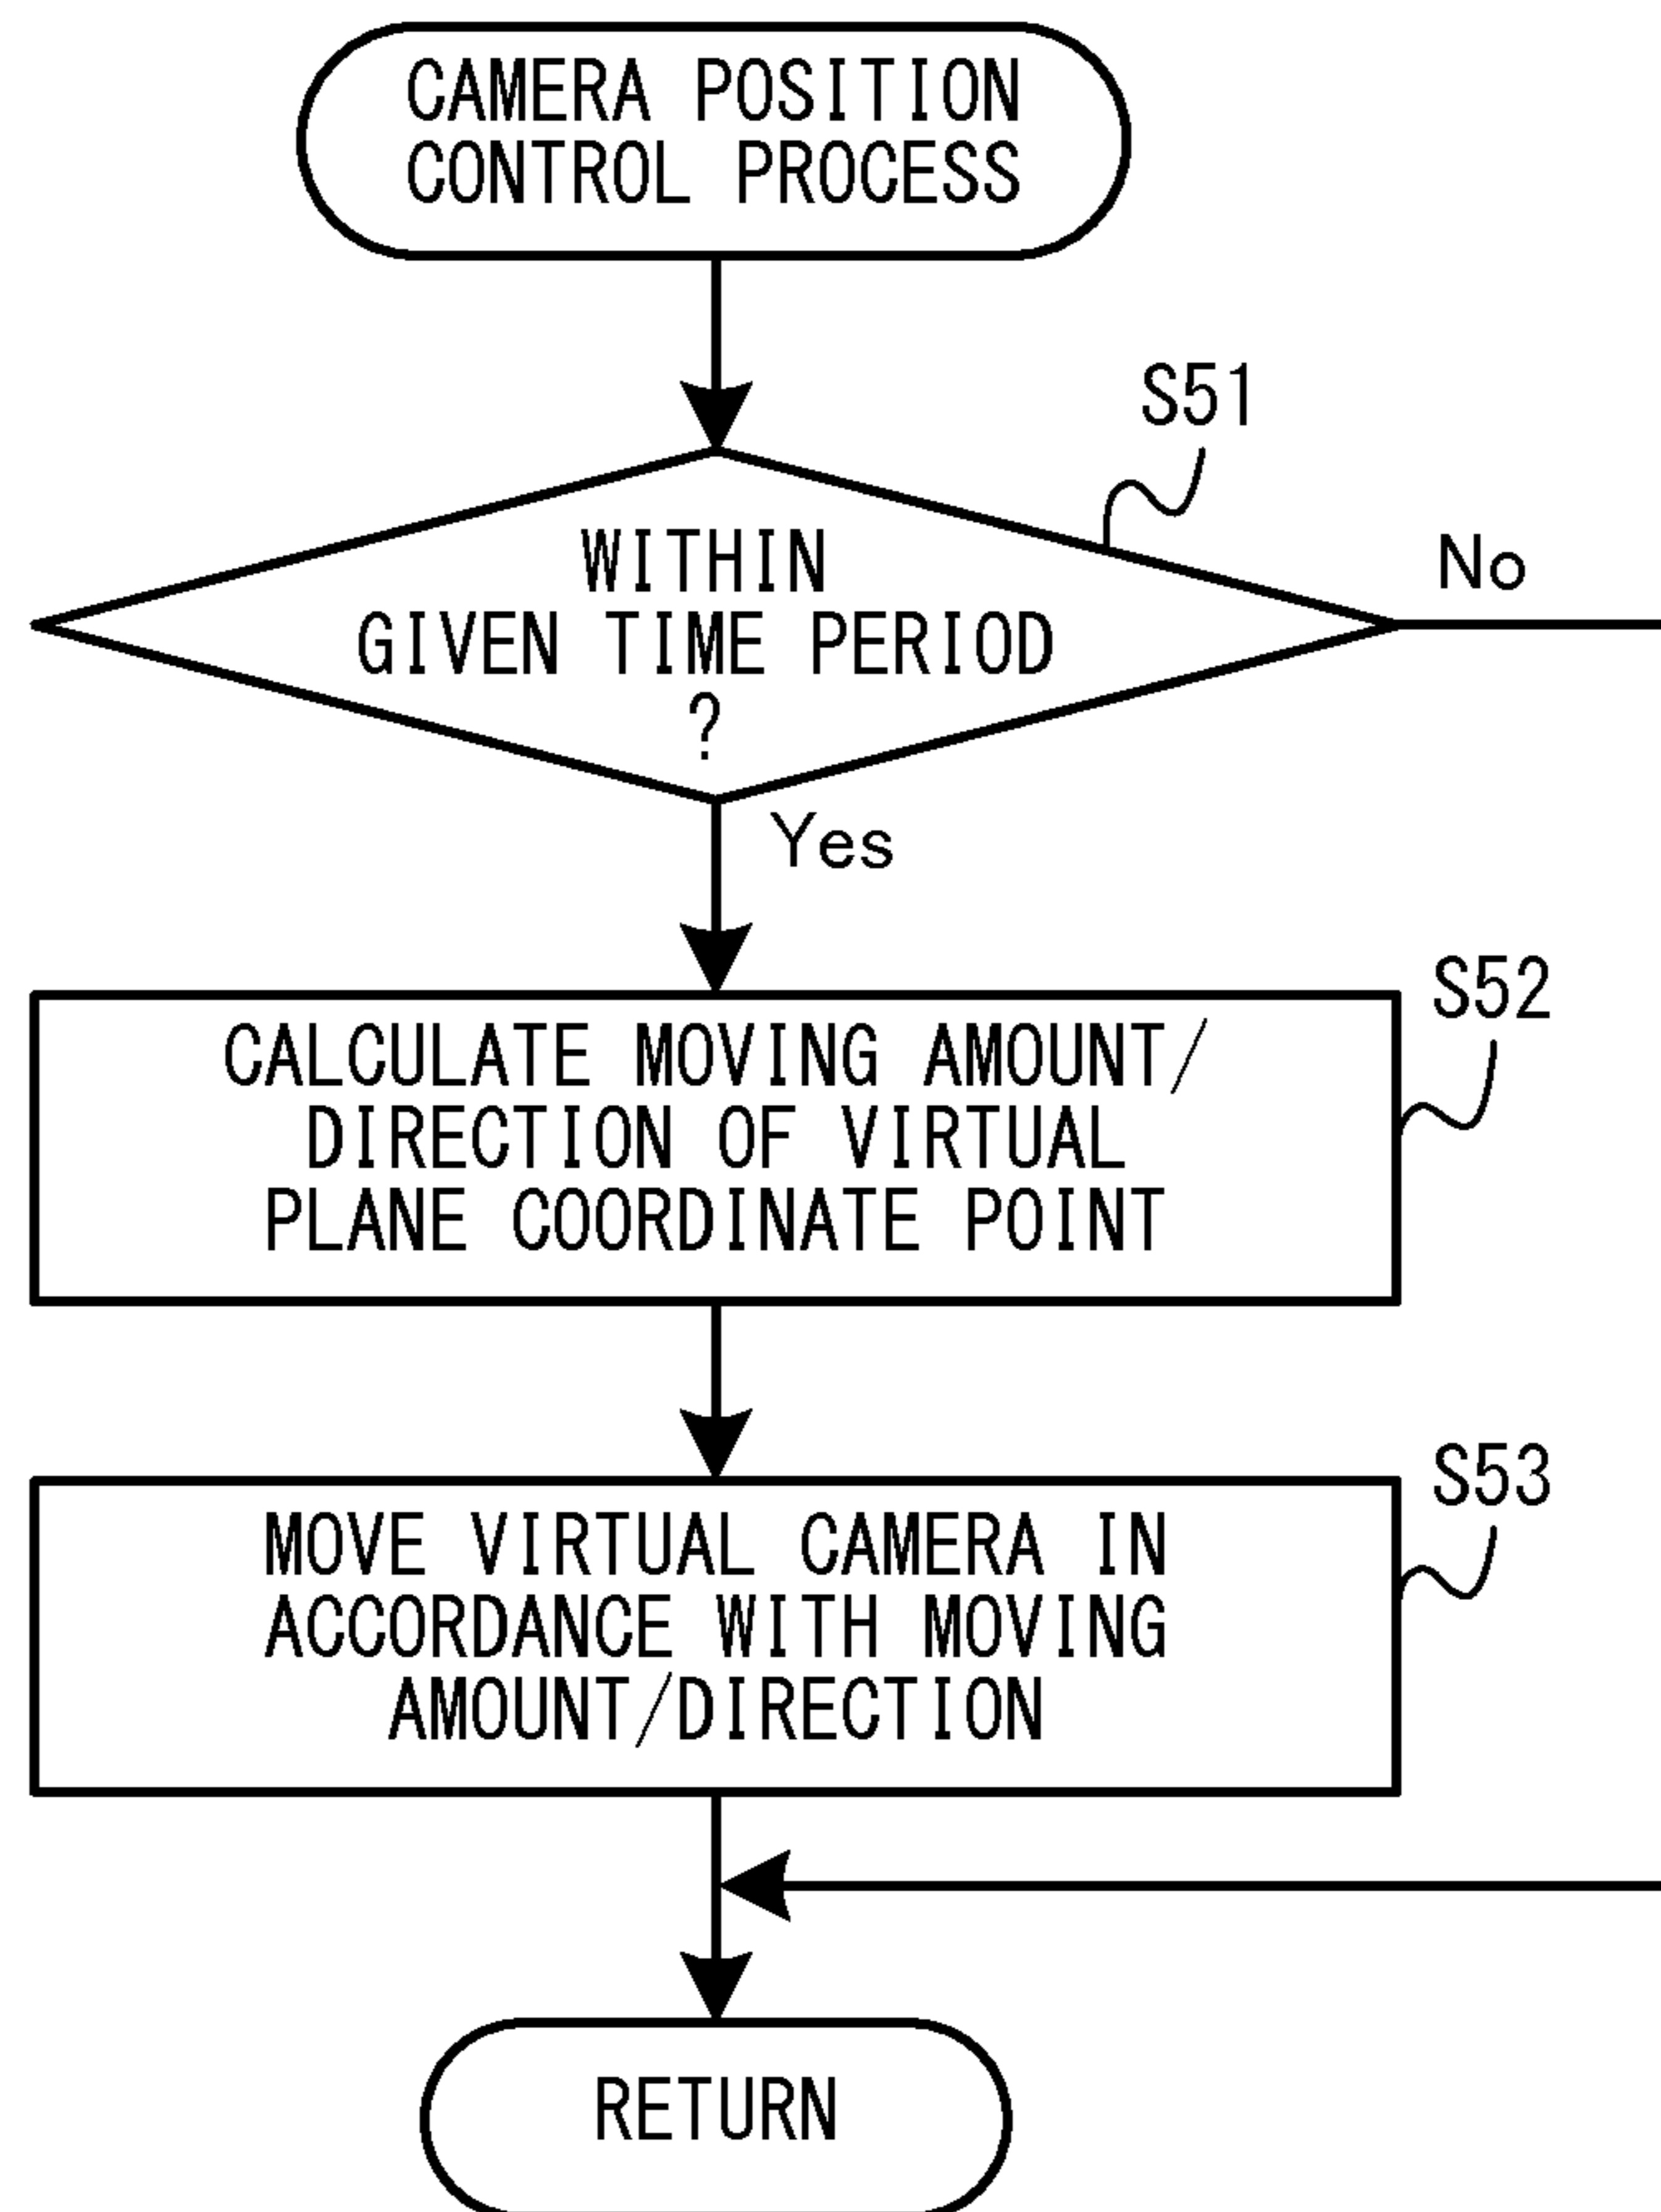 CAMERA POSITION
CONTROL PROCESS
S51
WITHIN
GIVEN TIME PERIOD
?
No
Yes
S52
CALCULATE MOVING AMOUNT/
DIRECTION OF VIRTUAL
PLANE COORDINATE POINT
S53
MOVE VIRTUAL CAMERA IN
ACCORDANCE WITH MOVING
AMOUNT/DIRECTION
RETURN